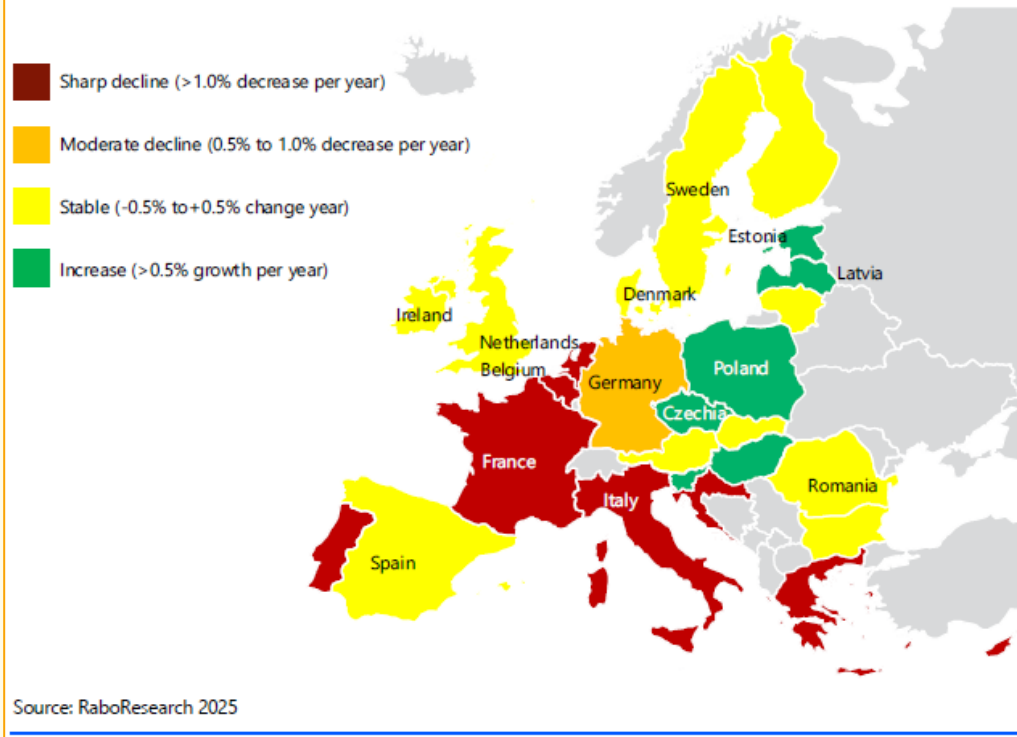 Sharp decline (>1.0% decrease per year)
Moderate decline (0.5% to 1.0% decrease per year)
Stable (-0.5% to+0.5% change year)
Increase (>0.5% growth per year)
Sweden
Estonia
Latvia
Denmark
Ireland
Netherlands
Belgium
Germany
Poland
Czechia
France
Italy
Romania
Spain
Source: RaboResearch 2025